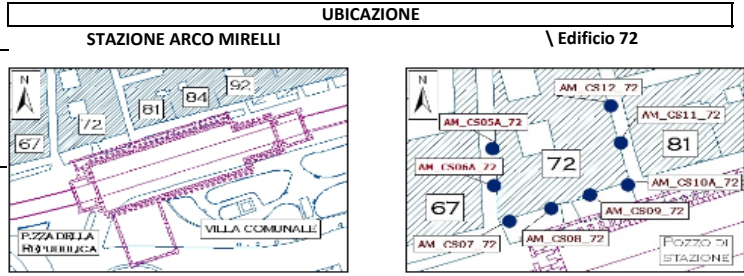 UBICAZIONE
STAZIONE ARCO MIRELLI
\ Edificio 72
N
92
84
81
72
67
VILLA COMUNALE
P.ZZA DELLA
REPUBBLICA
N
AM_CS12_72
AM_CS11_72
AM_CS05A_72
81
AM_CS06A_72
72
AM_CS10A_72
67
AM_CS09_72
AM_CS07_72
AM_CS08_72
POZZO DI
STAZIONE